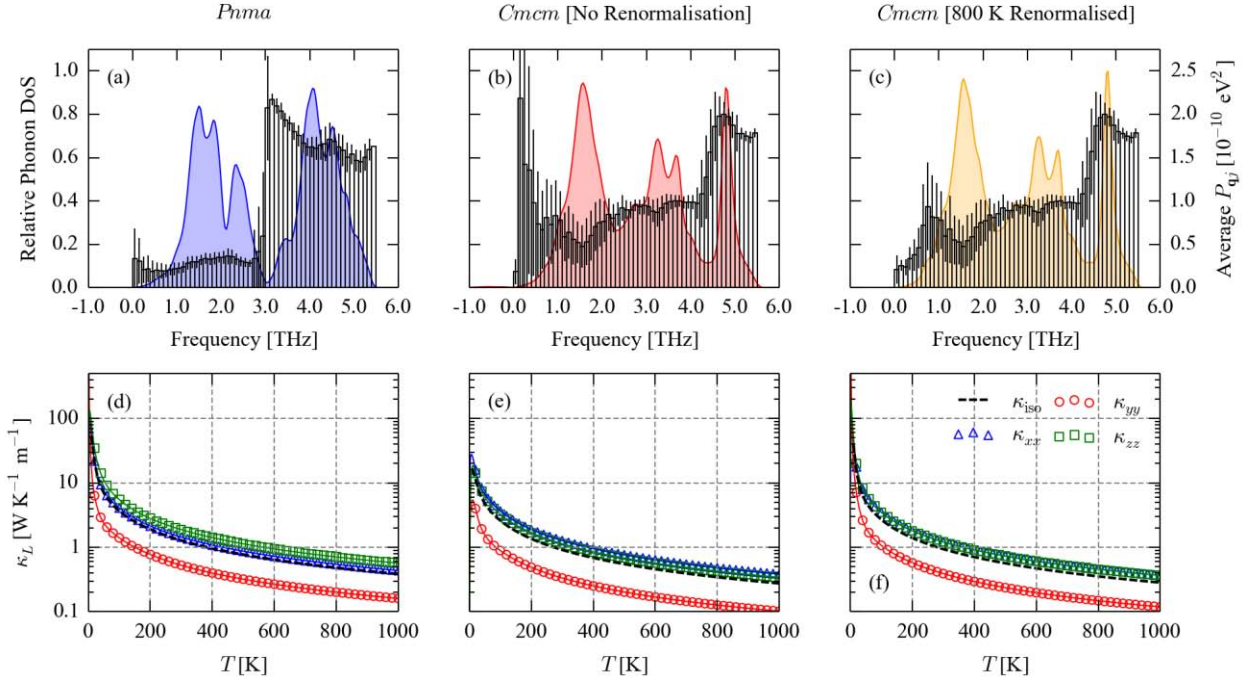 Pnma
Cmcm [No Renormalisation]
Cmcm [800 K Renormalised]
(a)
(b)
(c)
1.0
0.8
0.6
0.4
0.2
0.0
Relative Phonon DoS
2.5
2.0
1.5
1.0
0.5
0.0
Average P_{qj} [10^{-10} eV^2]
-1.0 0.0 1.0 2.0 3.0 4.0 5.0 6.0
-1.0 0.0 1.0 2.0 3.0 4.0 5.0 6.0
-1.0 0.0 1.0 2.0 3.0 4.0 5.0 6.0
Frequency [THz]
Frequency [THz]
Frequency [THz]
(d)
(e)
(f)
κ_iso
κ_xx
κ_yy
κ_zz
100
10
1
0.1
κ_L [W K^{-1} m^{-1}]
0 200 400 600 800 1000
0 200 400 600 800 1000
0 200 400 600 800 1000
T [K]
T [K]
T [K]